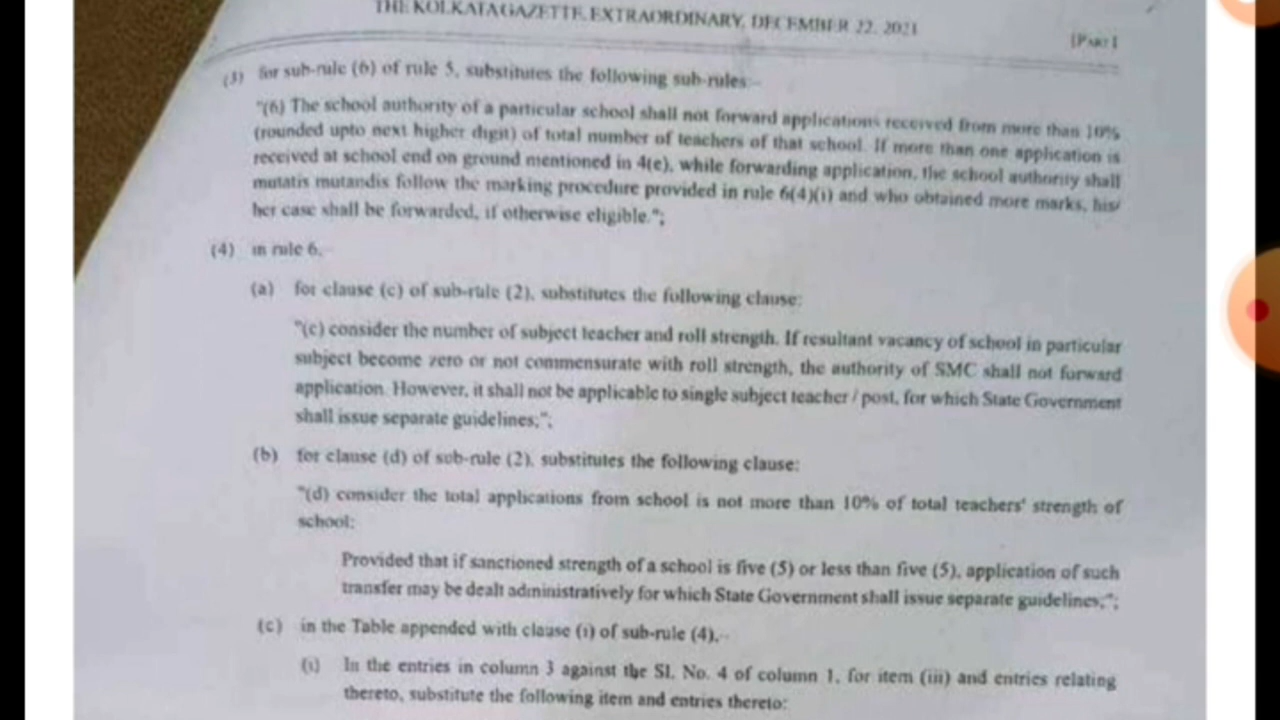 THE KOLKATA GAZETTE, EXTRAORDINARY, DECEMBER 22, 2021
[PART I
(3) for sub-rule (6) of rule 5, substitutes the following sub-rules:–
"(6) The school authority of a particular school shall not forward applications received from more than 10%
(rounded upto next higher digit) of total number of teachers of that school. If more than one application is
received at school end on ground mentioned in 4(e), while forwarding application, the school authority shall
mutatis mutandis follow the marking procedure provided in rule 6(4)(i) and who obtained more marks, his/
her case shall be forwarded, if otherwise eligible.";
(4) in rule 6,-
(a) for clause (c) of sub-rule (2), substitutes the following clause:
"(c) consider the number of subject teacher and roll strength. If resultant vacancy of school in particular
subject become zero or not commensurate with roll strength, the authority of SMC shall not forward
application. However, it shall not be applicable to single subject teacher / post, for which State Government
shall issue separate guidelines;";
(b) for clause (d) of sub-rule (2), substitutes the following clause:
"(d) consider the total applications from school is not more than 10% of total teachers' strength of
school:
Provided that if sanctioned strength of a school is five (5) or less than five (5), application of such
transfer may be dealt administratively for which State Government shall issue separate guidelines;";
(c) in the Table appended with clause (i) of sub-rule (4),--
(i) In the entries in column 3 against the Sl. No. 4 of column 1, for item (iii) and entries relating
thereto, substitute the following item and entries thereto: